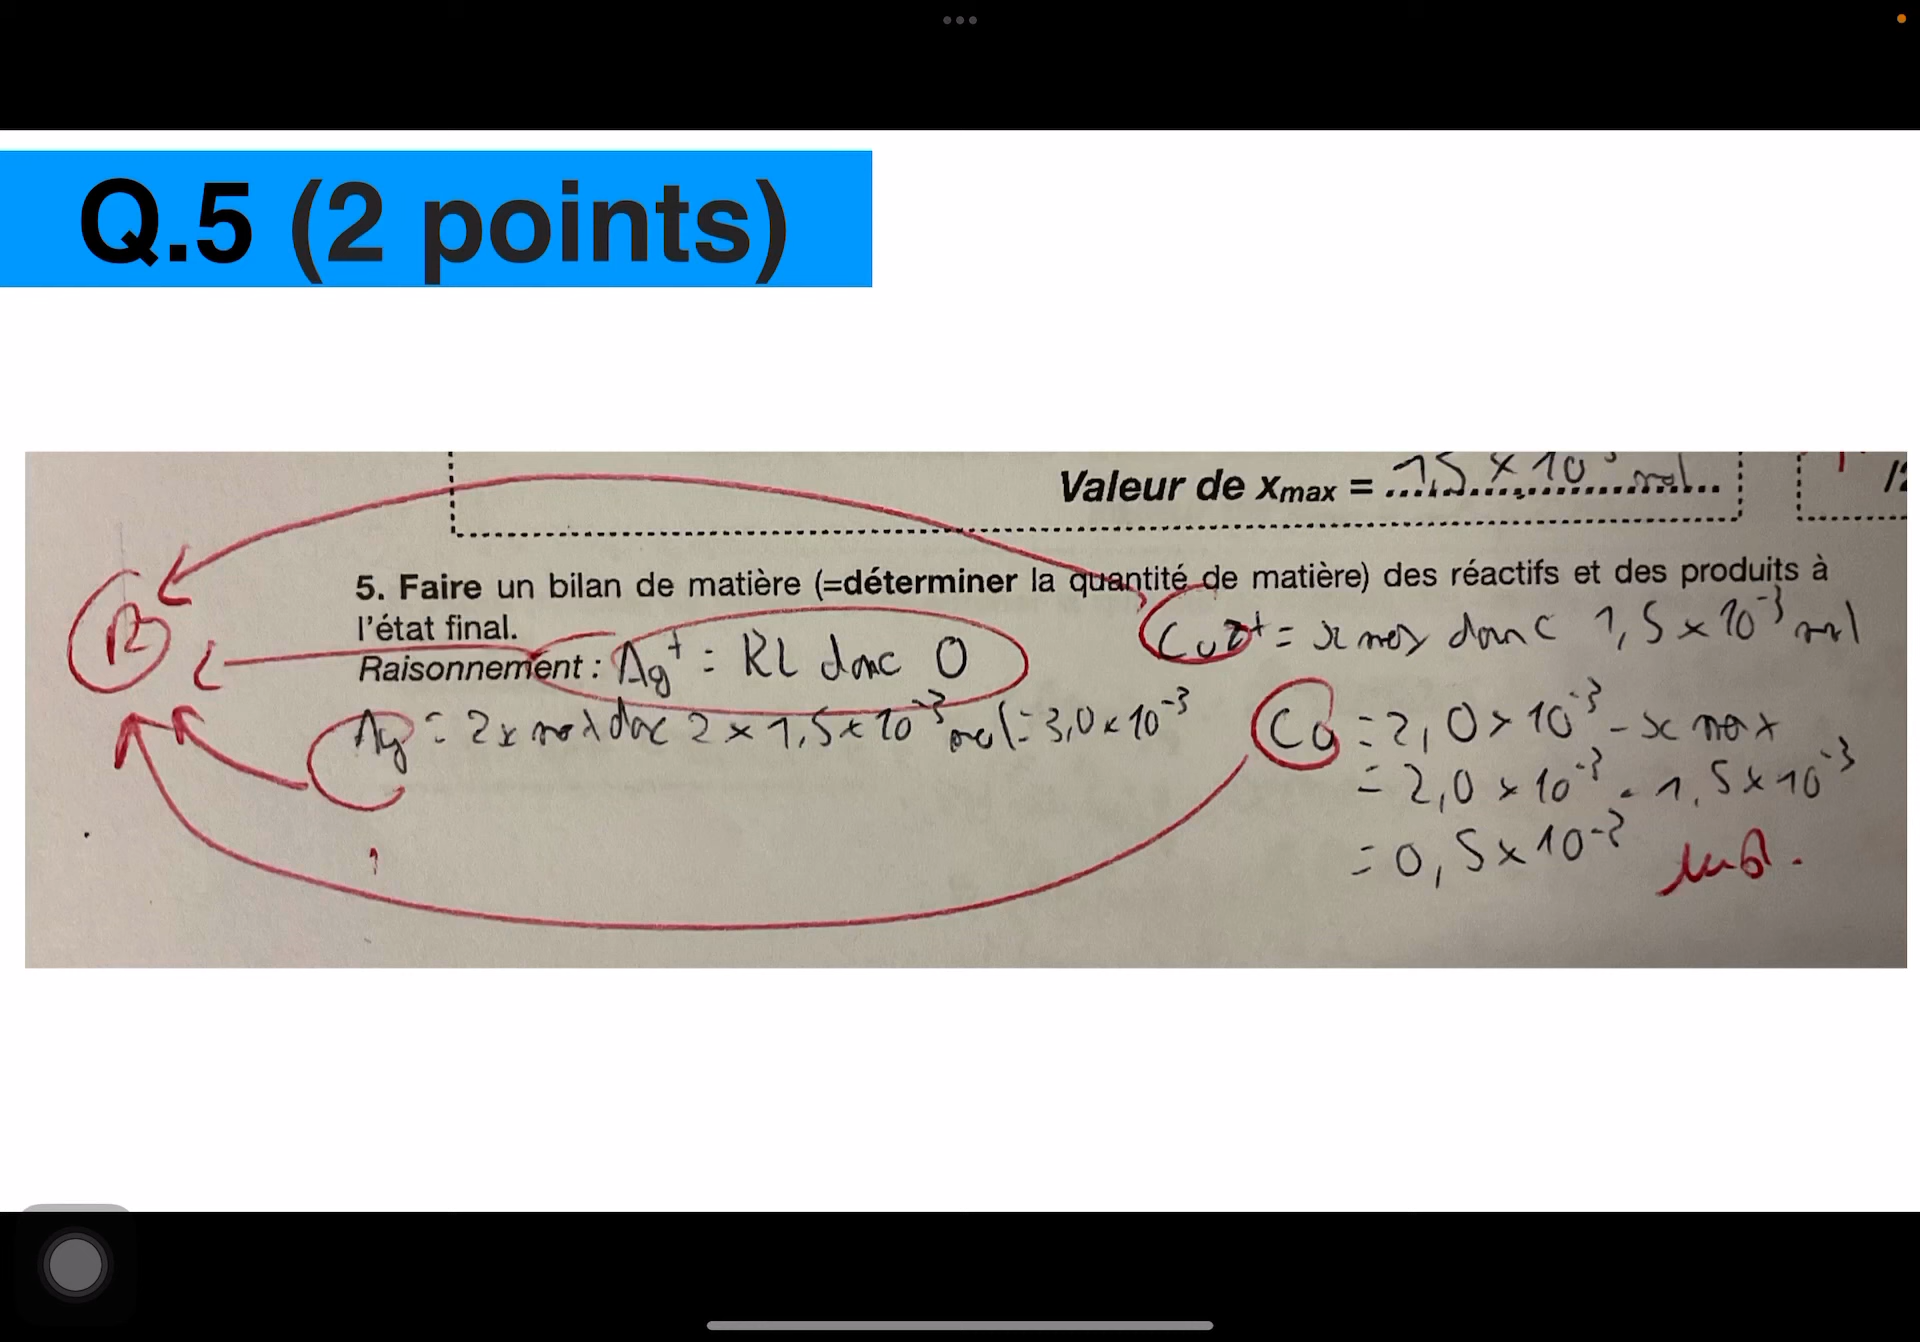 Q.5 (2 points)
Valeur de xmax = 1,5 x 10 mol
5. Faire un bilan de matière (=déterminer la quantité de matière) des réactifs et des produits à
l'état final.
Cu2+ = x max donc 1,5 x 10-3 mol
Raisonnement : Ag+ = RL donc 0
Ag = 2x max donc 2 x 1,5 x 10-3 mol = 3,0 x 10-3
Cu = 2,0 x 10-3 - x max
= 2,0 x 10-3 - 1,5 x 10-3
= 0,5 x 10-3